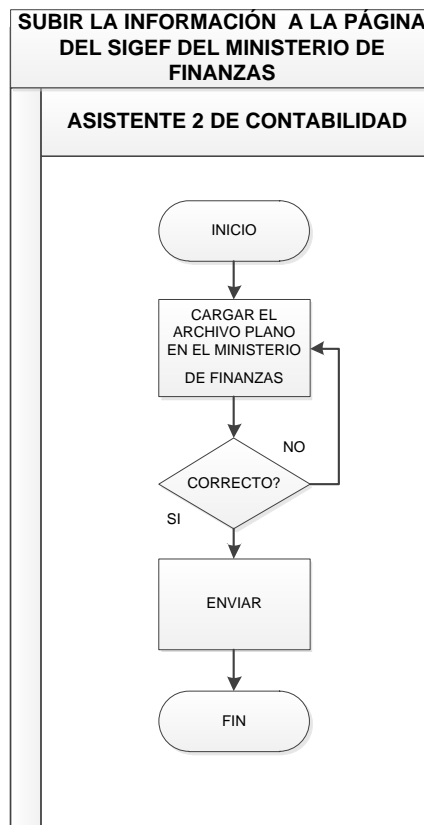 SUBIR LA INFORMACIÓN A LA PÁGINA
DEL SIGEF DEL MINISTERIO DE
FINANZAS
ASISTENTE 2 DE CONTABILIDAD
INICIO
CARGAR EL
ARCHIVO PLANO
EN EL MINISTERIO
DE FINANZAS
NO
CORRECTO?
SI
ENVIAR
FIN